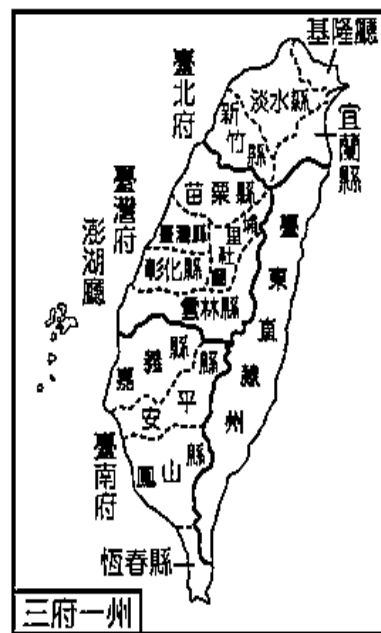 基隆廳
臺北府
淡水縣
新竹縣
宜蘭縣
苗栗縣
臺灣府
臺灣縣
埔里社廳
彰化縣
澎湖廳
雲林縣
臺東直隸州
嘉義縣
安平縣
臺南府
鳳山縣
恆春縣
三府一州